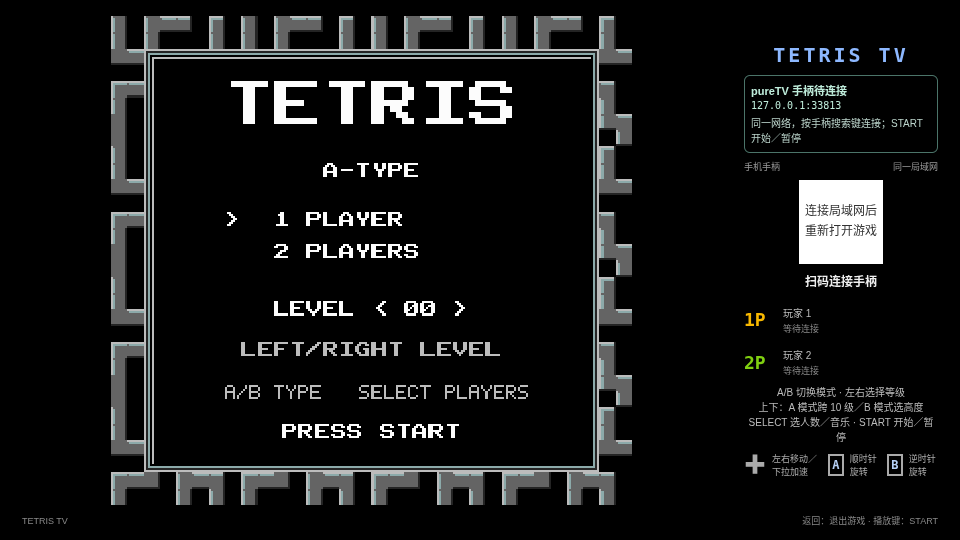 TETRIS
A-TYPE
> 1 PLAYER
2 PLAYERS
LEVEL < 00 >
LEFT/RIGHT LEVEL
A/B TYPE SELECT PLAYERS
PRESS START
TETRIS TV
TETRIS TV
pureTV 手柄待连接
127.0.0.1:33813
同一网络，按手柄搜索键连接；START
开始／暂停
手机手柄 同一局域网
连接局域网后
重新打开游戏
扫码连接手柄
1P 玩家 1
等待连接
2P 玩家 2
等待连接
A/B 切换模式 · 左右选择等级
上下：A 模式跨 10 级／B 模式选高度
SELECT 选人数／音乐 · START 开始／暂
停
左右移动／
下拉加速
A 顺时针
旋转
B 逆时针
旋转
返回：退出游戏 · 播放键：START